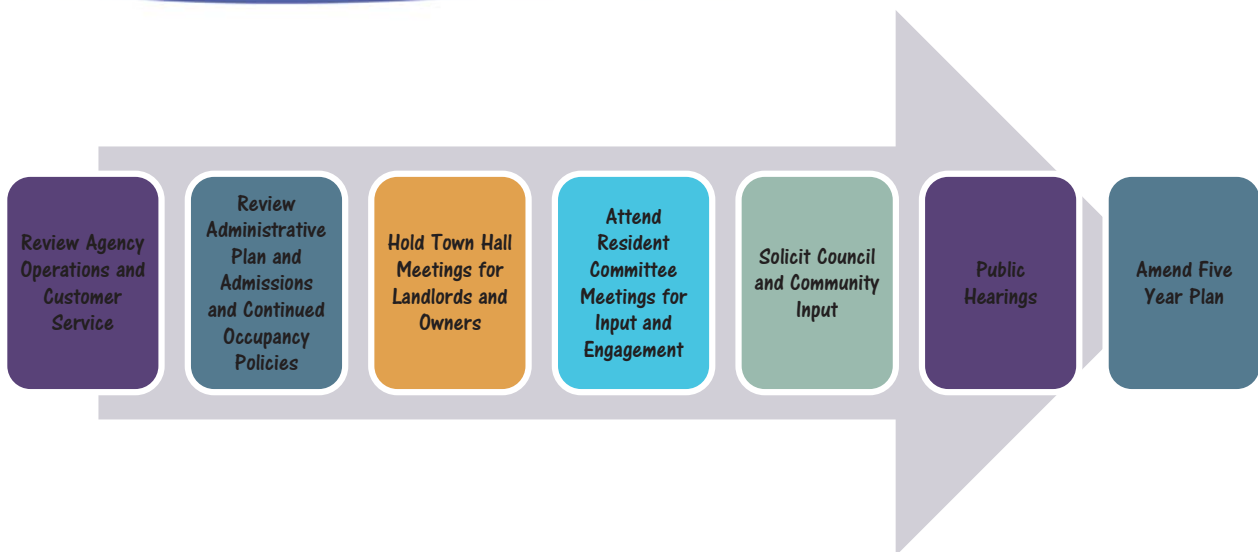 Review Agency
Operations and
Customer
Service
Review
Administrative
Plan and
Admissions
and Continued
Occupancy
Policies
Hold Town Hall
Meetings for
Landlords and
Owners
Attend
Resident
Committee
Meetings for
Input and
Engagement
Solicit Council
and Community
Input
Public
Hearings
Amend Five
Year Plan